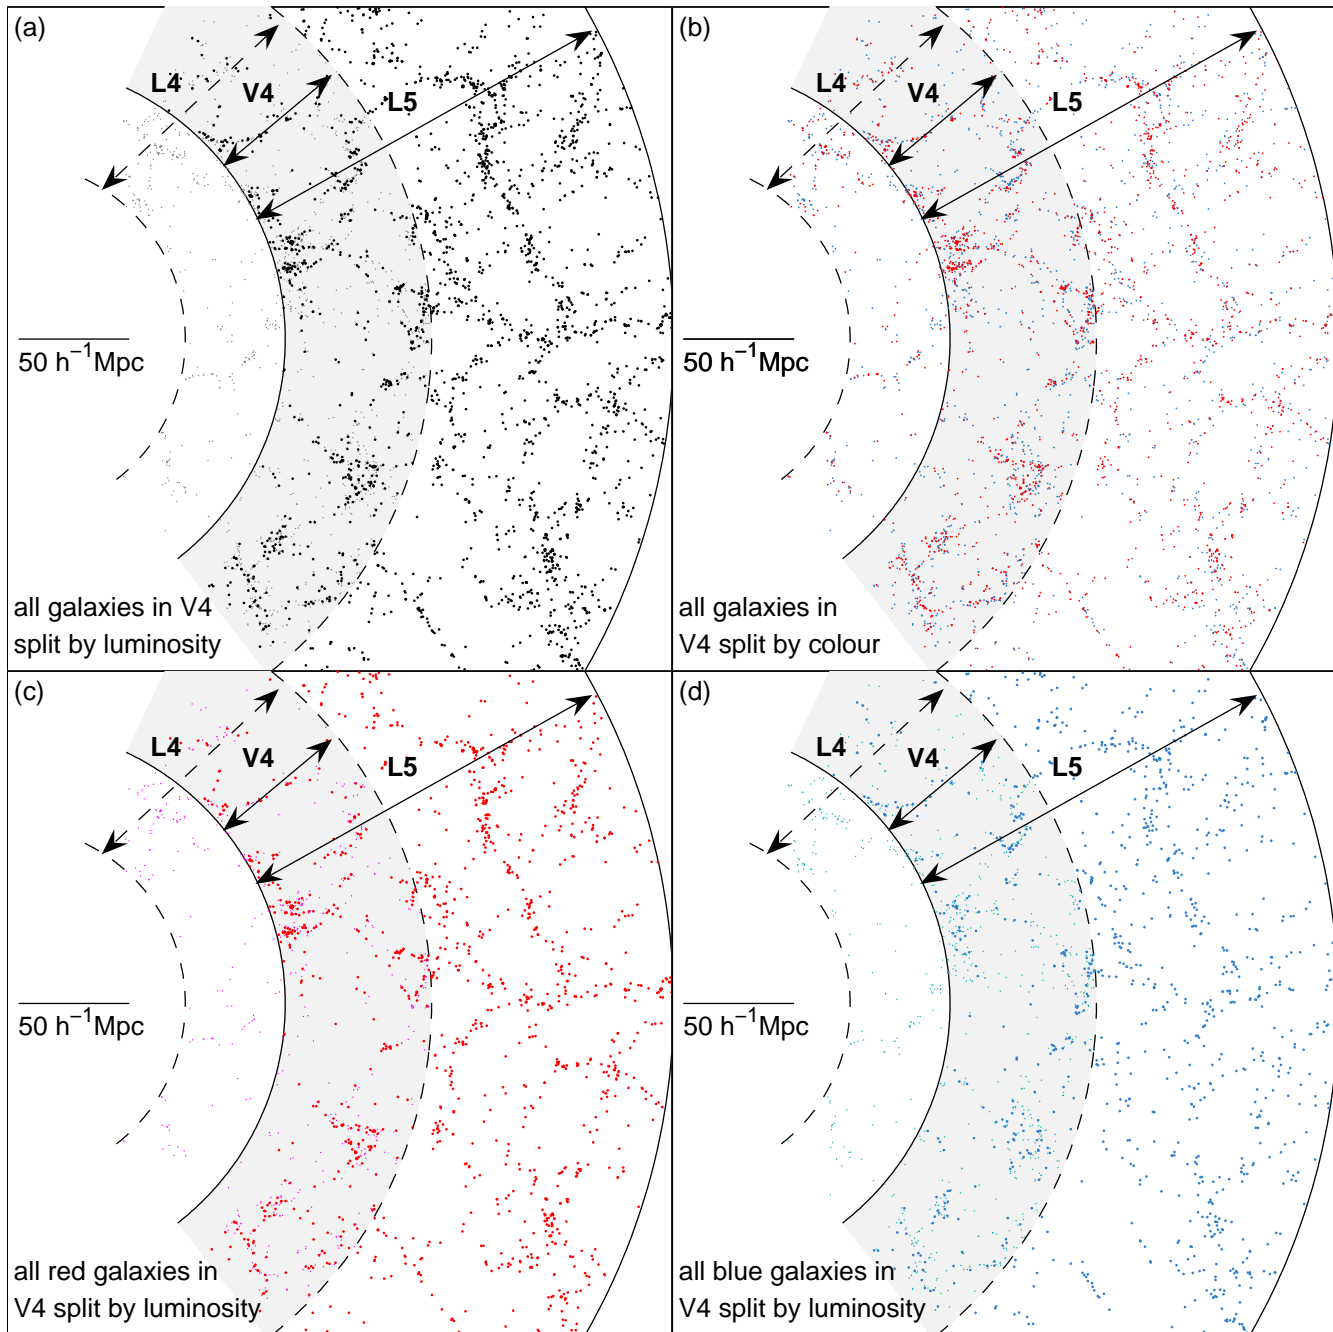 (a)
L4
V4
L5
50 h−1Mpc
all galaxies in V4
split by luminosity
(b)
L4
V4
L5
50 h−1Mpc
all galaxies in
V4 split by colour
(c)
L4
V4
L5
50 h−1Mpc
all red galaxies in
V4 split by luminosity
(d)
L4
V4
L5
50 h−1Mpc
all blue galaxies in
V4 split by luminosity